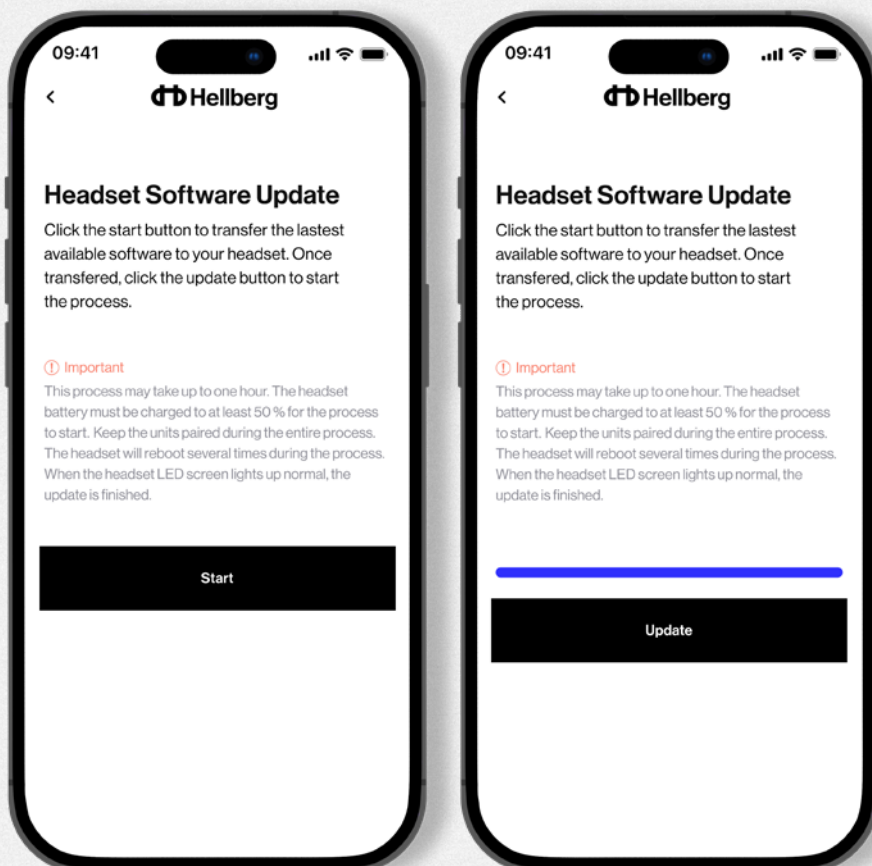 09:41
Hellberg
Headset Software Update
Click the start button to transfer the lastest
available software to your headset. Once
transfered, click the update button to start
the process.
Important
This process may take up to one hour. The headset
battery must be charged to at least 50 % for the process
to start. Keep the units paired during the entire process.
The headset will reboot several times during the process.
When the headset LED screen lights up normal, the
update is finished.
Start
09:41
Hellberg
Headset Software Update
Click the start button to transfer the lastest
available software to your headset. Once
transfered, click the update button to start
the process.
Important
This process may take up to one hour. The headset
battery must be charged to at least 50 % for the process
to start. Keep the units paired during the entire process.
The headset will reboot several times during the process.
When the headset LED screen lights up normal, the
update is finished.
Update